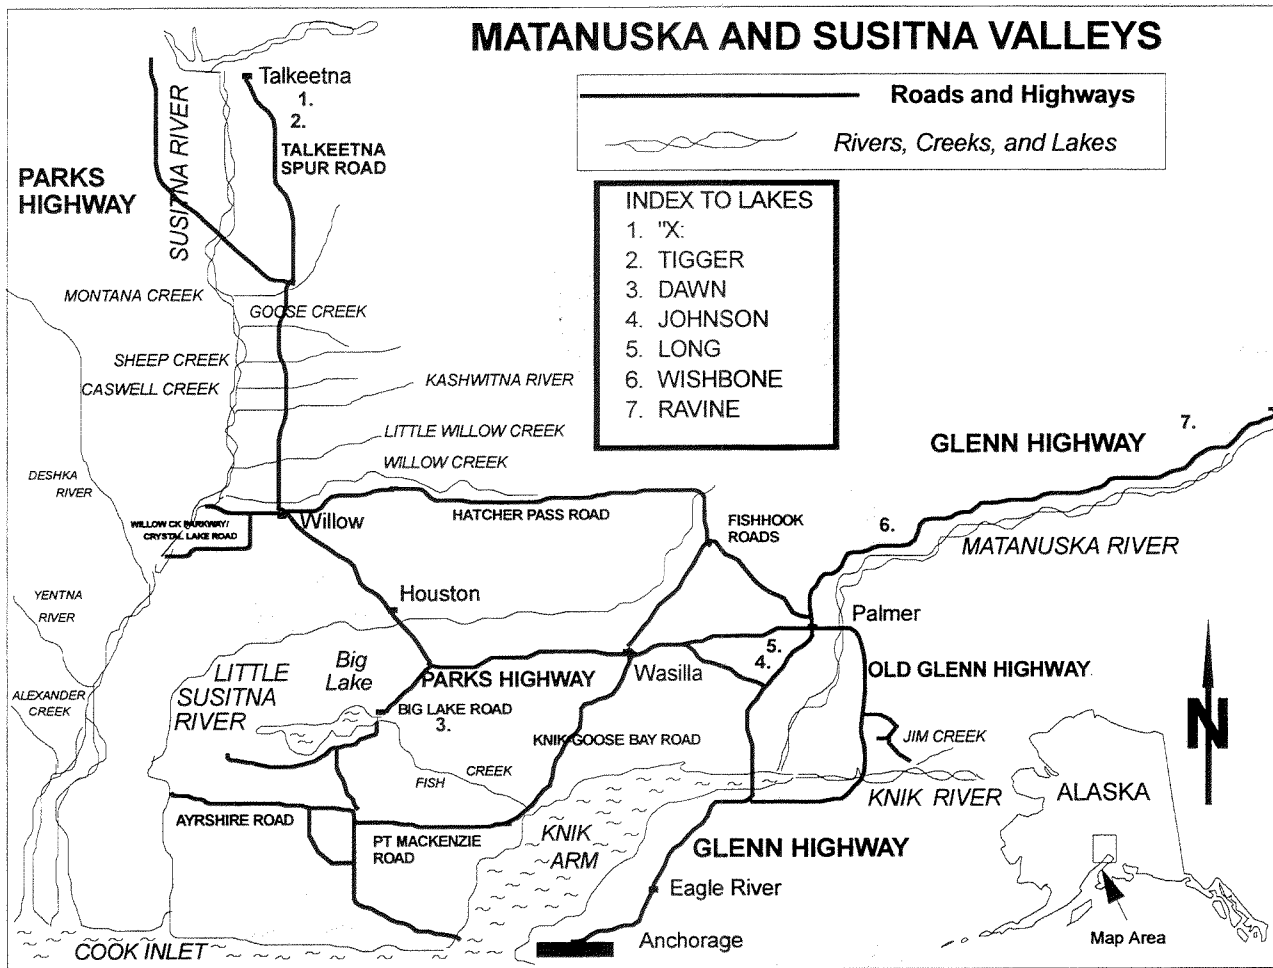 MATANUSKA AND SUSITNA VALLEYS
Roads and Highways
Rivers, Creeks, and Lakes
INDEX TO LAKES
1. "X:
2. TIGGER
3. DAWN
4. JOHNSON
5. LONG
6. WISHBONE
7. RAVINE
Talkeetna
1.
2.
TALKEETNA
SPUR ROAD
SUSITNA RIVER
PARKS
HIGHWAY
MONTANA CREEK
GOOSE CREEK
SHEEP CREEK
CASWELL CREEK
KASHWITNA RIVER
LITTLE WILLOW CREEK
WILLOW CREEK
DESHKA
RIVER
WILLOW CK PARKWAY/
CRYSTAL LAKE ROAD
Willow
HATCHER PASS ROAD
FISHHOOK
ROADS
GLENN HIGHWAY
7.
6.
MATANUSKA RIVER
YENTNA
RIVER
Houston
Palmer
5.
4.
Wasilla
OLD GLENN HIGHWAY
LITTLE
SUSITNA
RIVER
Big
Lake
PARKS HIGHWAY
ALEXANDER
CREEK
BIG LAKE ROAD
3.
KNIK-GOOSE BAY ROAD
JIM CREEK
FISH CREEK
KNIK RIVER
AYRSHIRE ROAD
PT MACKENZIE
ROAD
KNIK
ARM
GLENN HIGHWAY
Eagle River
Anchorage
COOK INLET
N
ALASKA
Map Area